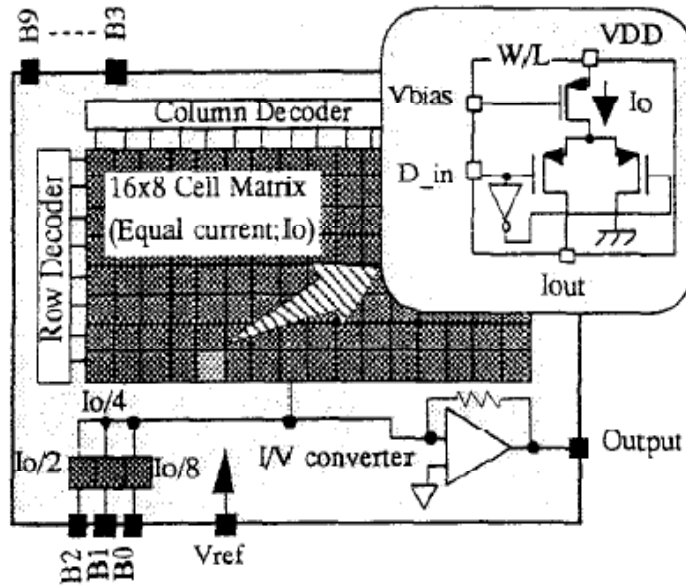 B9
B3
VDD
W/L
Vbias
Io
D_in
Iout
Column Decoder
Row Decoder
16x8 Cell Matrix
(Equal current;Io)
Io/4
Io/2
Io/8
I/V converter
Output
B2
B1
B0
Vref